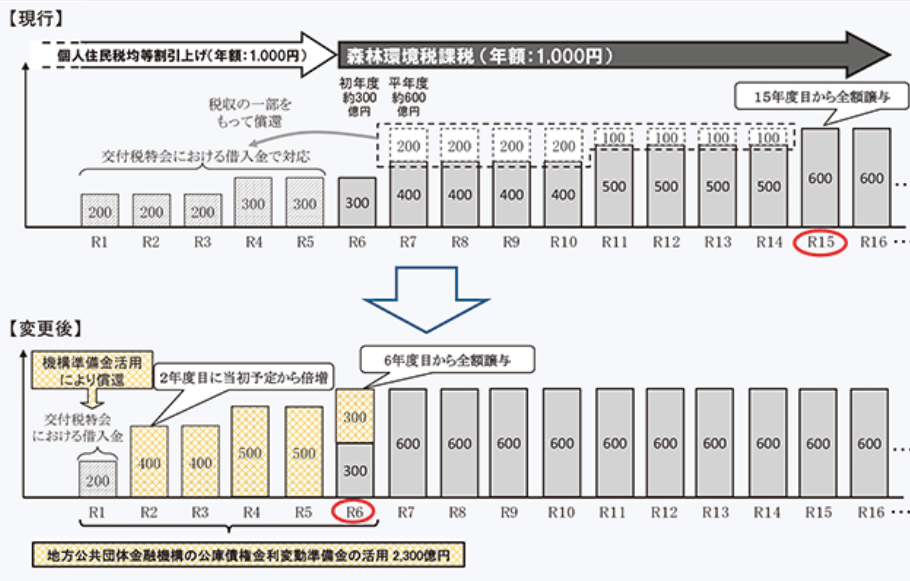 【現行】
個人住民税均等割引上げ(年額:1,000円)
森林環境税課税(年額:1,000円)
初年度
約300
億円
平年度
約600
億円
15年度目から全額譲与
税収の一部を
もって償還
交付税特会における借入金で対応
200 200 200 200 100 100 100 100
200 200 200 300 300 300 400 400 400 400 500 500 500 500 600 600 …
R1 R2 R3 R4 R5 R6 R7 R8 R9 R10 R11 R12 R13 R14 R15 R16 …
【変更後】
機構準備金活用
により償還
2年度目に当初予定から倍増
6年度目から全額譲与
交付税特会
における借入金
300
200 400 400 500 500 300 600 600 600 600 600 600 600 600 600 600 …
R1 R2 R3 R4 R5 R6 R7 R8 R9 R10 R11 R12 R13 R14 R15 R16 …
地方公共団体金融機構の公庫債権金利変動準備金の活用 2,300億円